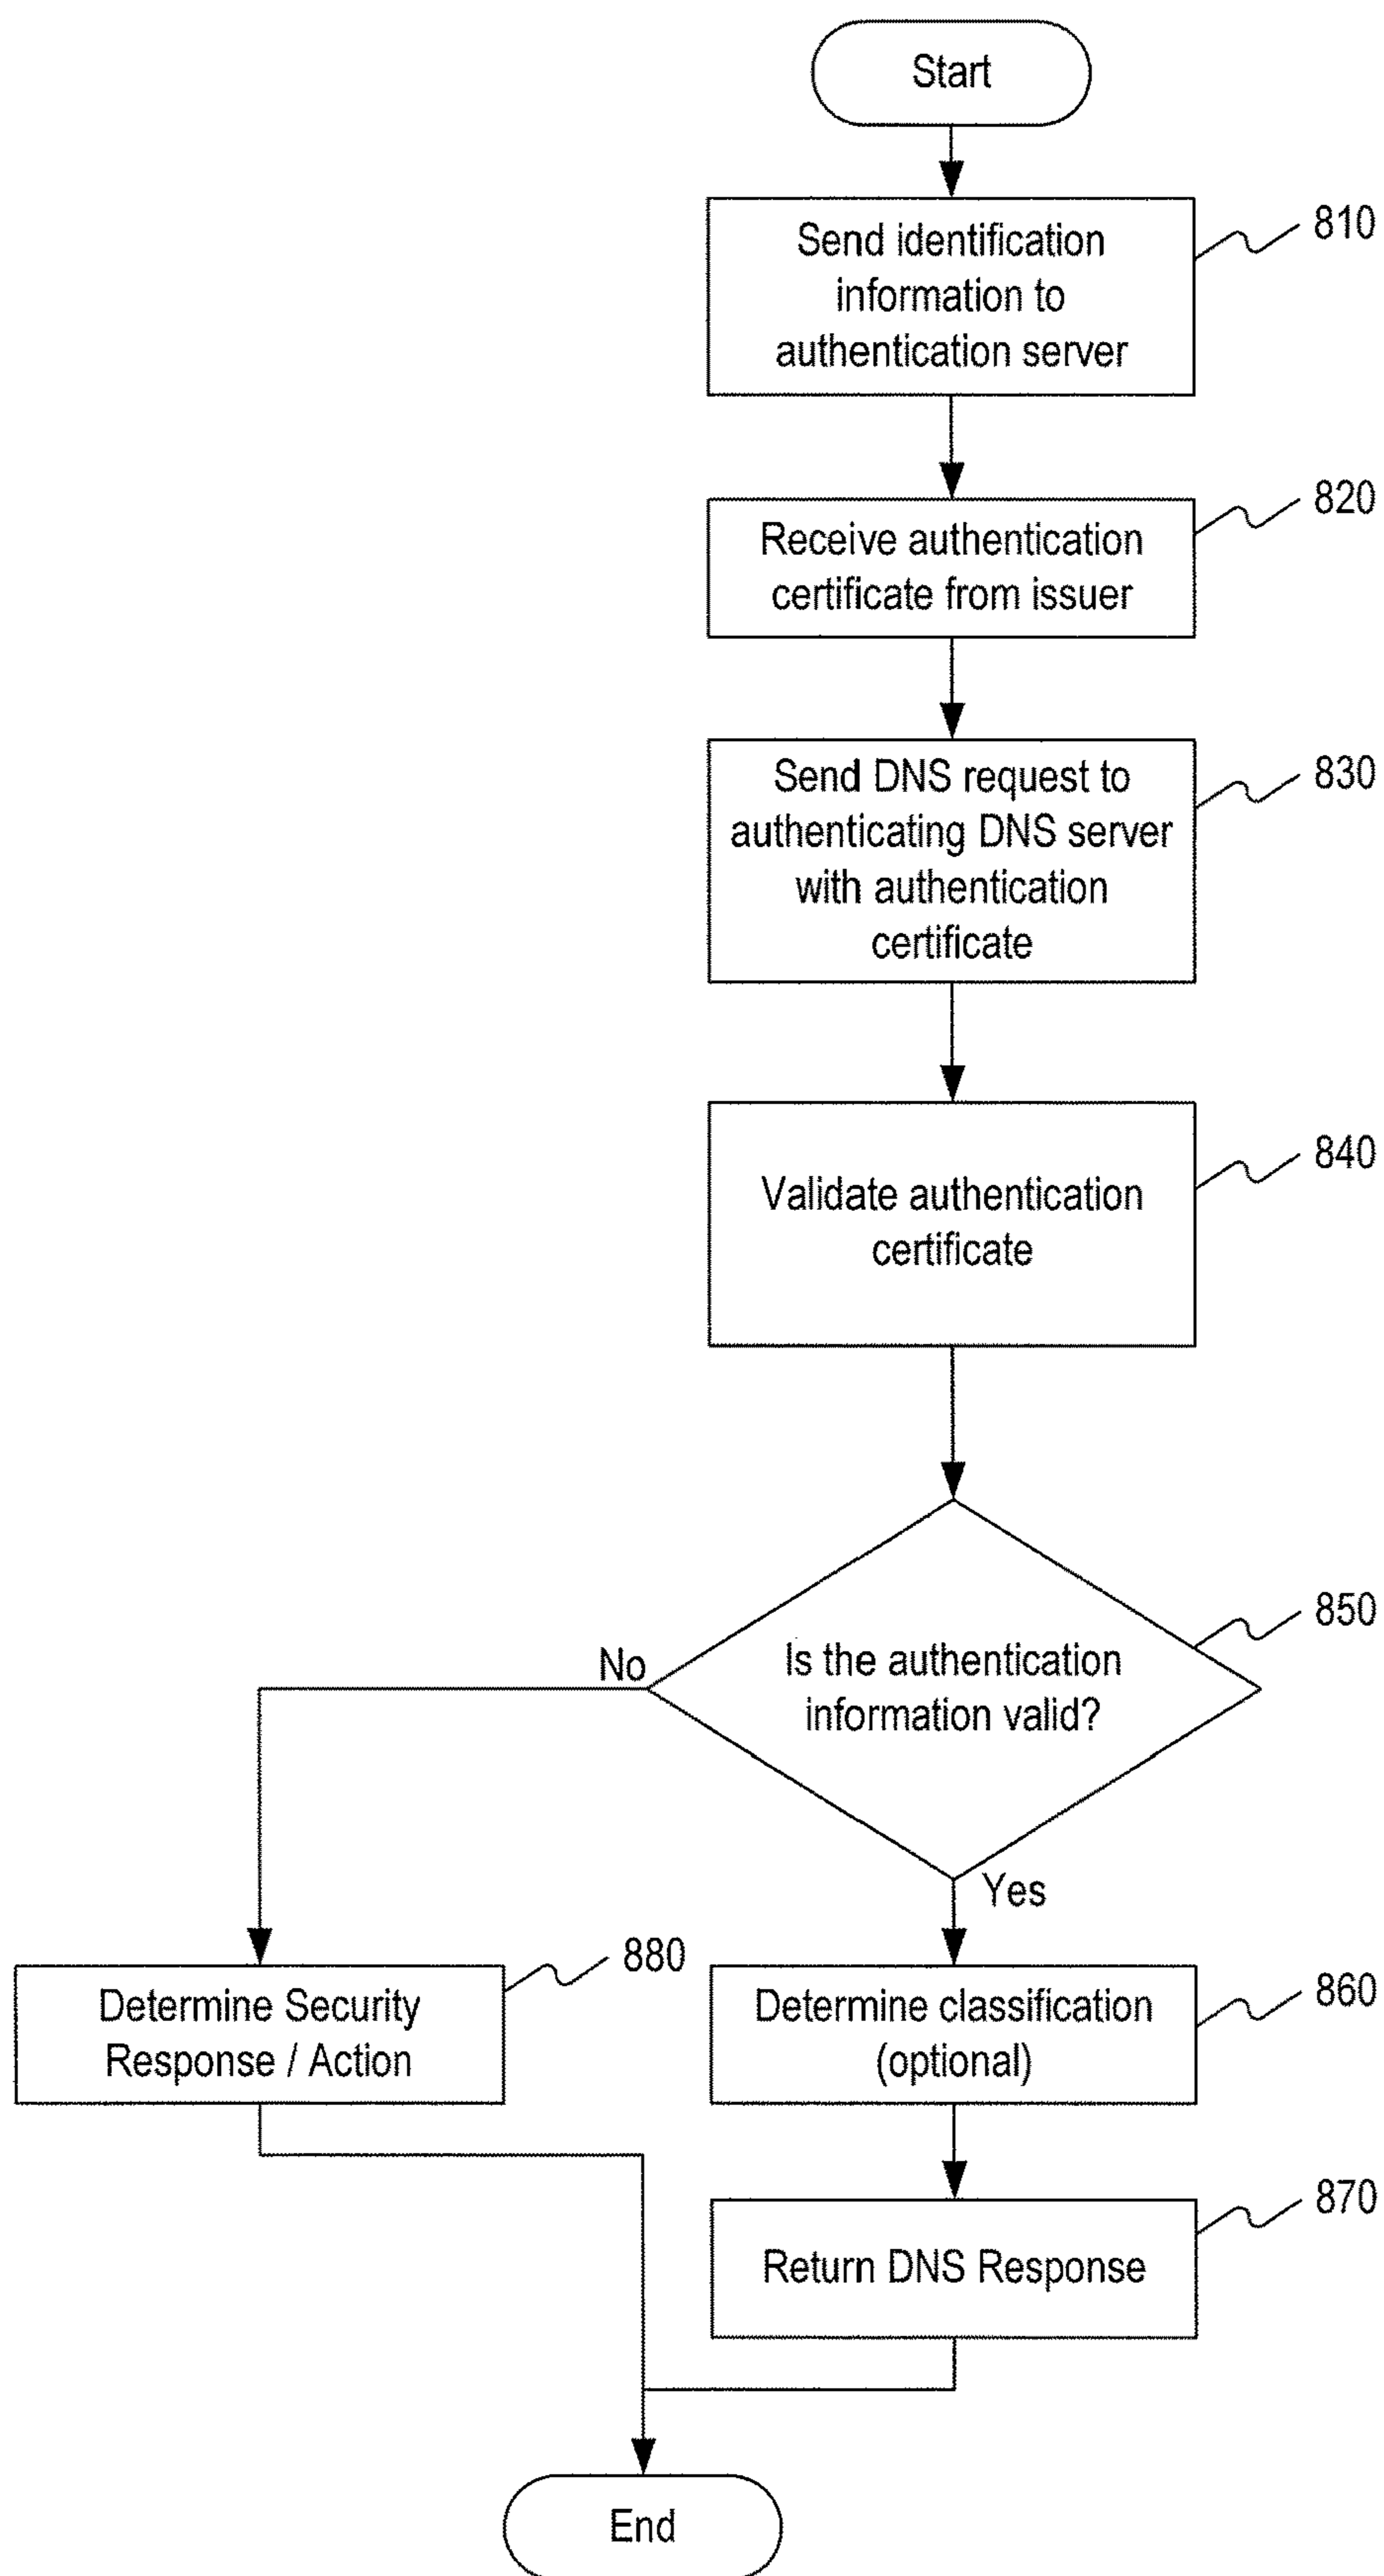 Start
810
Send identification
information to
authentication server
820
Receive authentication
certificate from issuer
830
Send DNS request to
authenticating DNS server
with authentication
certificate
840
Validate authentication
certificate
850
Is the authentication
information valid?
No
Yes
880
Determine Security
Response / Action
860
Determine classification
(optional)
870
Return DNS Response
End